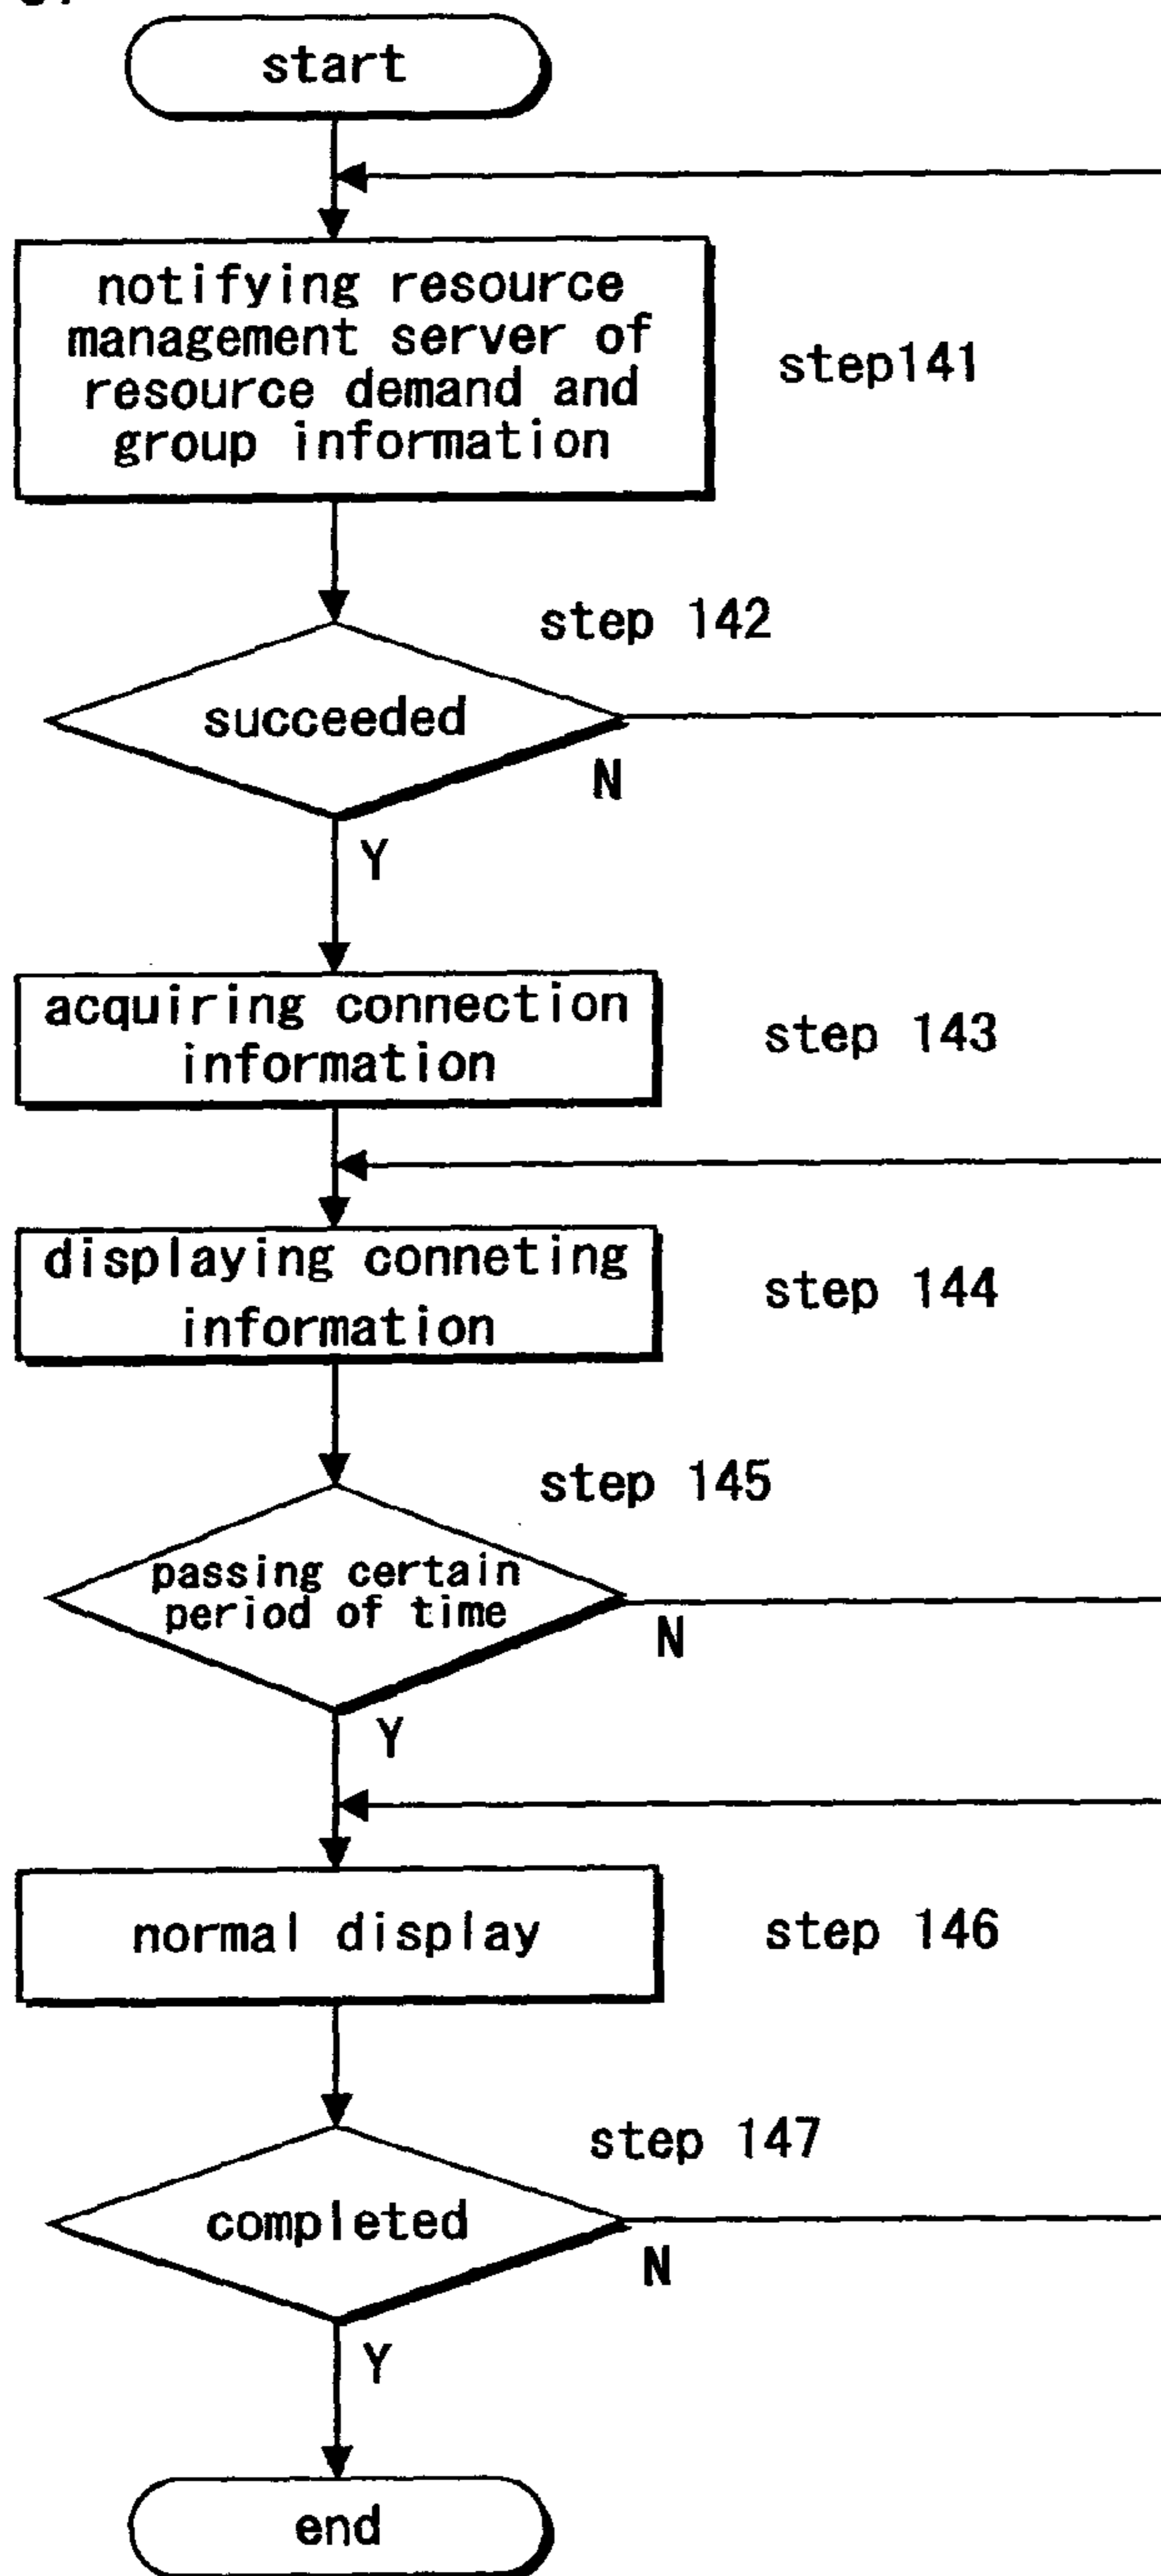 start
notifying resource
management server of
resource demand and
group information
step141
step 142
succeeded
N
Y
acquiring connection
information
step 143
displaying conneting
information
step 144
step 145
passing certain
period of time
N
Y
normal display
step 146
step 147
completed
N
Y
end